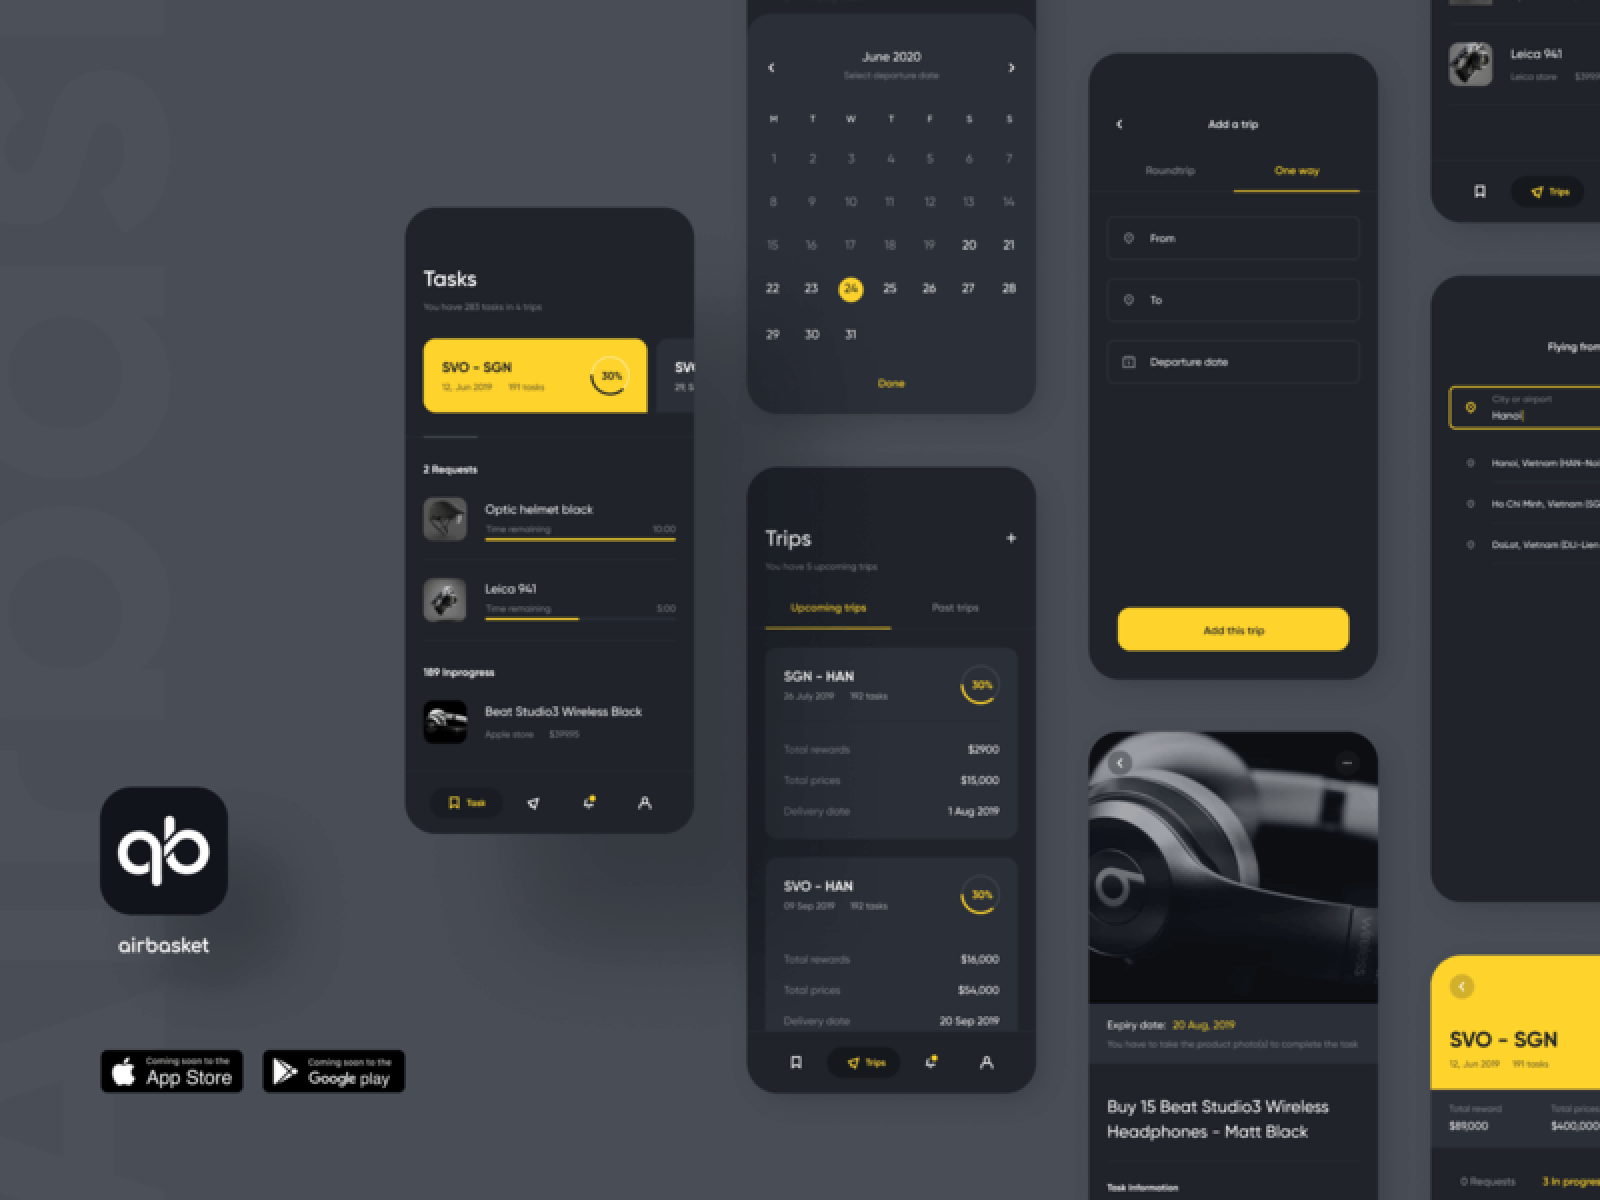 Tasks
You have 283 tasks in 4 trips
SVO - SGN
12, Jun 2019 191 tasks
30%
2 Requests
Optic helmet black
Time remaining 10:00
Leica 941
Time remaining 5:00
189 Inprogress
Beat Studio3 Wireless Black
Apple store $39995
Task
airbasket
Coming soon to the
App Store
Coming soon to the
Google play
June 2020
Select departure date
M T W T F S S
1 2 3 4 5 6 7
8 9 10 11 12 13 14
15 16 17 18 19 20 21
22 23 24 25 26 27 28
29 30 31
Done
Trips
+
You have 5 upcoming trips
Upcoming trips Past trips
SGN - HAN
26 July 2019 192 tasks
30%
Total rewards $2900
Total prices $15,000
Delivery date 1 Aug 2019
SVO - HAN
09 Sep 2019 192 tasks
30%
Total rewards $16,000
Total prices $54,000
Delivery date 20 Sep 2019
Trips
Add a trip
Roundtrip One way
From
To
Departure date
Add this trip
Wireless
Expiry date: 20 Aug, 2019
You have to take the product photo(s) to complete the task
Buy 15 Beat Studio3 Wireless
Headphones - Matt Black
Task information
Leica 941
Leica store
Trips
Flying from
City or airport
Hanoi
Hanoi, Vietnam (HAN-Noi
Ho Chi Minh, Vietnam (SG
DaLat, Vietnam (DLI-Lien
SVO - SGN
12, Jun 2019 191 tasks
Total reward Total prices
$89,000 $400,000
0 Requests 3 In progres